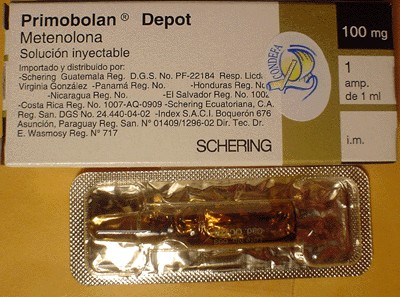 Primobolan® Depot
Metenolona
Solución inyectable
Importado y distribuido por:
-Schering Guatemala Reg. D.G.S. No. PF-22184 Resp. Licda.
Virginia González -Panamá Reg. No. -Honduras Reg. No.
-Nicaragua Reg. No. -El Salvador Reg. No. 1002
-Costa Rica Reg. No. 1007-AQ-0909 -Schering Ecuatoriana, C.A.
Reg. San. DGS No. 24.440-04-02 -Index S.A.C.I. Boquerón 676
Asunción, Paraguay Reg. San. N° 01409/1296-02 Dir. Tec. Dr.
E. Wasmosy Reg. N° 717
SCHERING
CONDEFA
100 mg
1
amp.
de 1 ml
i.m.